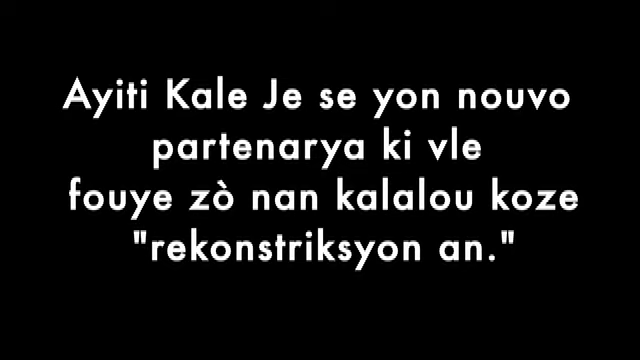 Ayiti Kale Je se yon nouvo
partenarya ki vle
fouye zò nan kalalou koze
"rekonstriksyon an."